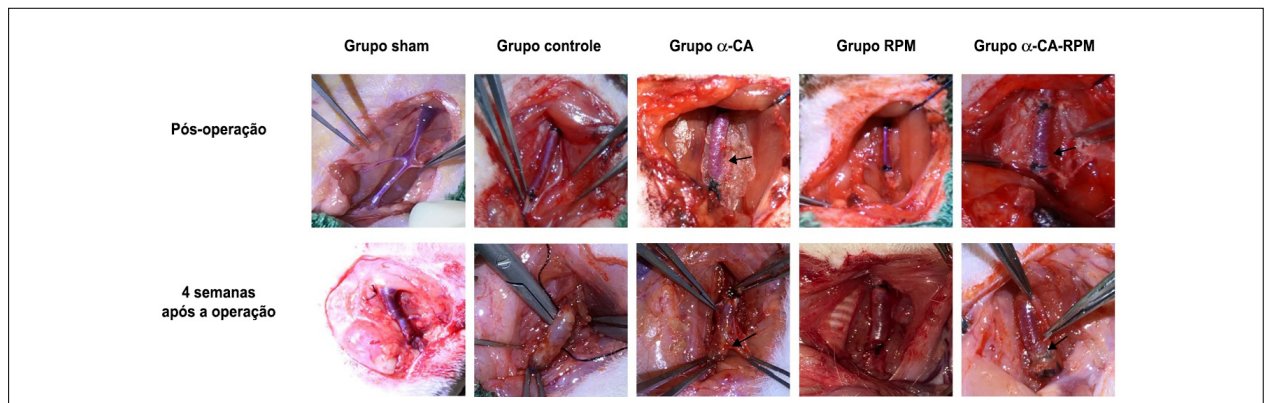 Grupo sham
Grupo controle
Grupo α-CA
Grupo RPM
Grupo α-CA-RPM
Pós-operação
4 semanas
após a operação